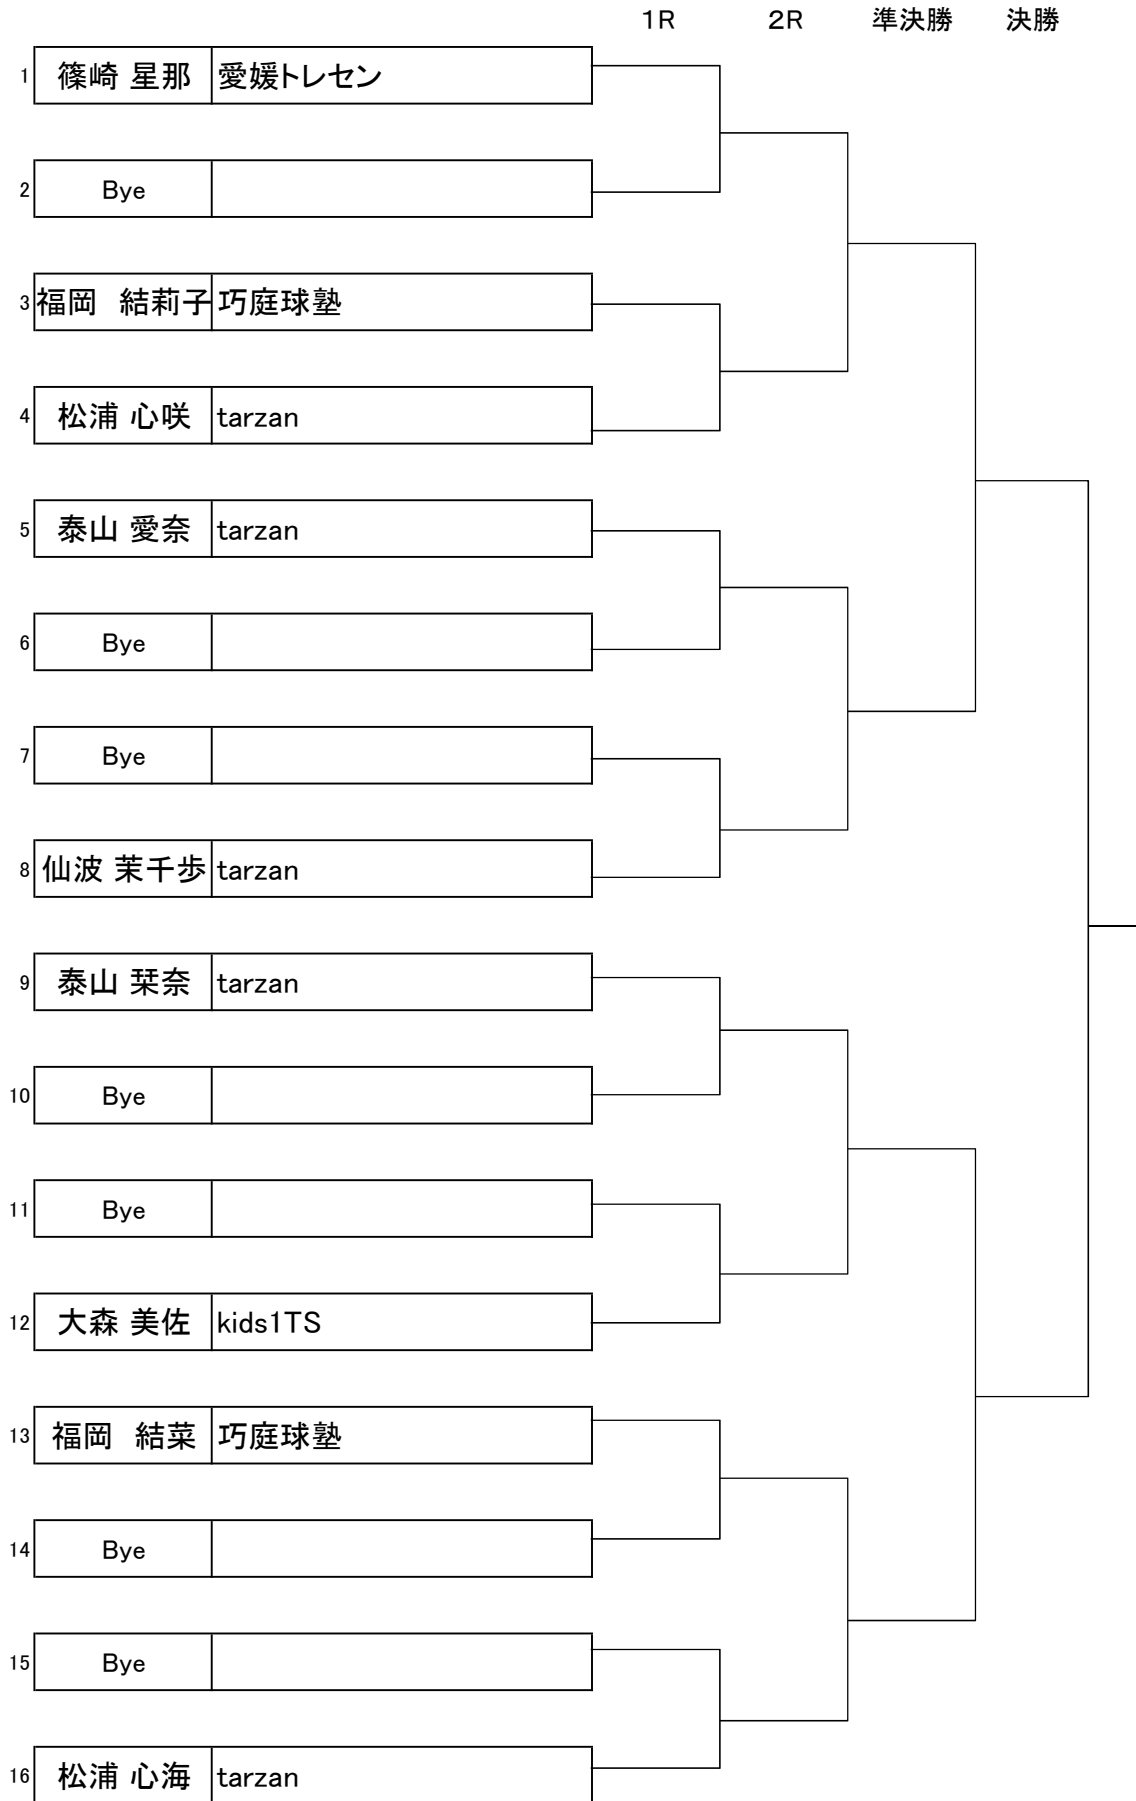 1R 2R 準決勝 決勝
1 篠崎 星那 愛媛トレセン
2 Bye
3 福岡　結莉子 巧庭球塾
4 松浦 心咲 tarzan
5 泰山 愛奈 tarzan
6 Bye
7 Bye
8 仙波 茉千歩 tarzan
9 泰山 栞奈 tarzan
10 Bye
11 Bye
12 大森 美佐 kids1TS
13 福岡　結菜 巧庭球塾
14 Bye
15 Bye
16 松浦 心海 tarzan